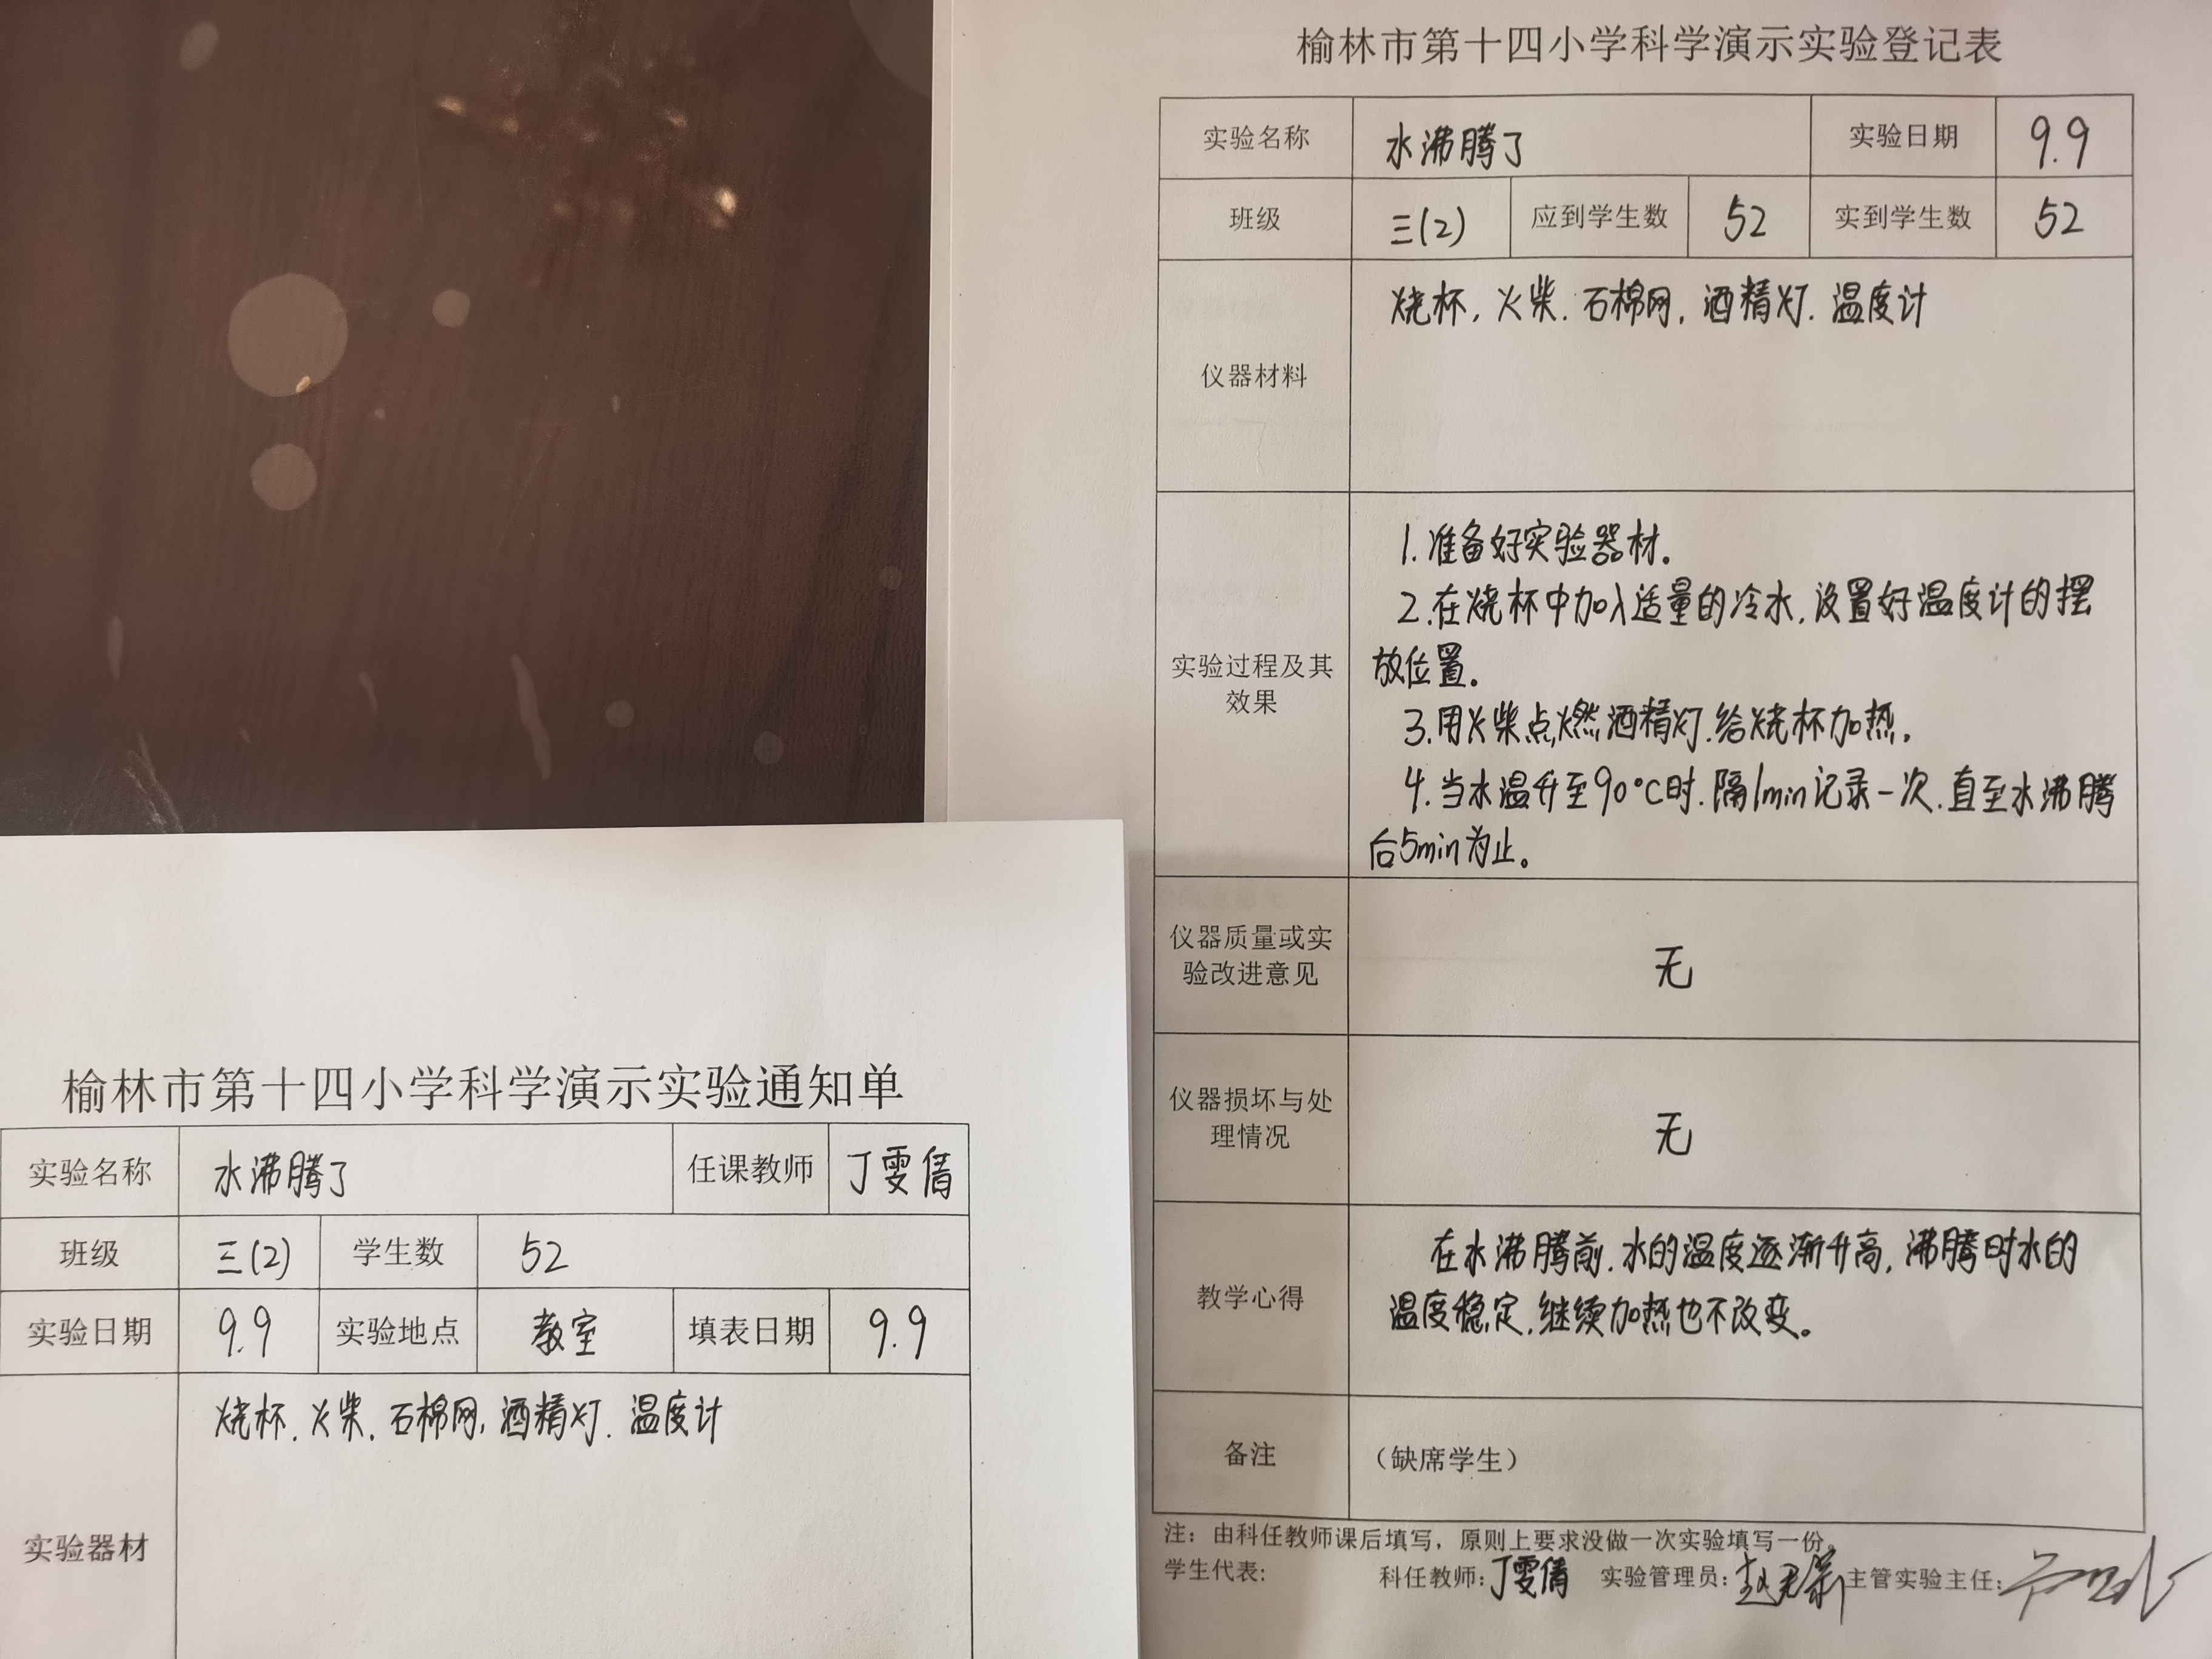 榆林市第十四小学科学演示实验登记表
实验名称 水沸腾了 实验日期 9.9
班级 三(2) 应到学生数 52 实到学生数 52
仪器材料 烧杯,火柴.石棉网,酒精灯.温度计
实验过程及其
效果
1.准备好实验器材。
2.在烧杯中加入适量的冷水,设置好温度计的摆
放位置。
3.用火柴点燃酒精灯.给烧杯加热。
4.当水温升至90°C时.隔1min记录一次.直至水沸腾
后5min为止。
仪器质量或实
验改进意见
无
仪器损坏与处
理情况
无
教学心得
在水沸腾前.水的温度逐渐升高,沸腾时水的
温度稳定,继续加热也不改变。
备注 （缺席学生）
注：由科任教师课后填写，原则上要求没做一次实验填写一份。
学生代表: 科任教师:丁雯倩 实验管理员: 主管实验主任:
榆林市第十四小学科学演示实验通知单
实验名称 水沸腾了 任课教师 丁雯倩
班级 三(2) 学生数 52
实验日期 9.9 实验地点 教室 填表日期 9.9
实验器材 烧杯.火柴.石棉网,酒精灯.温度计